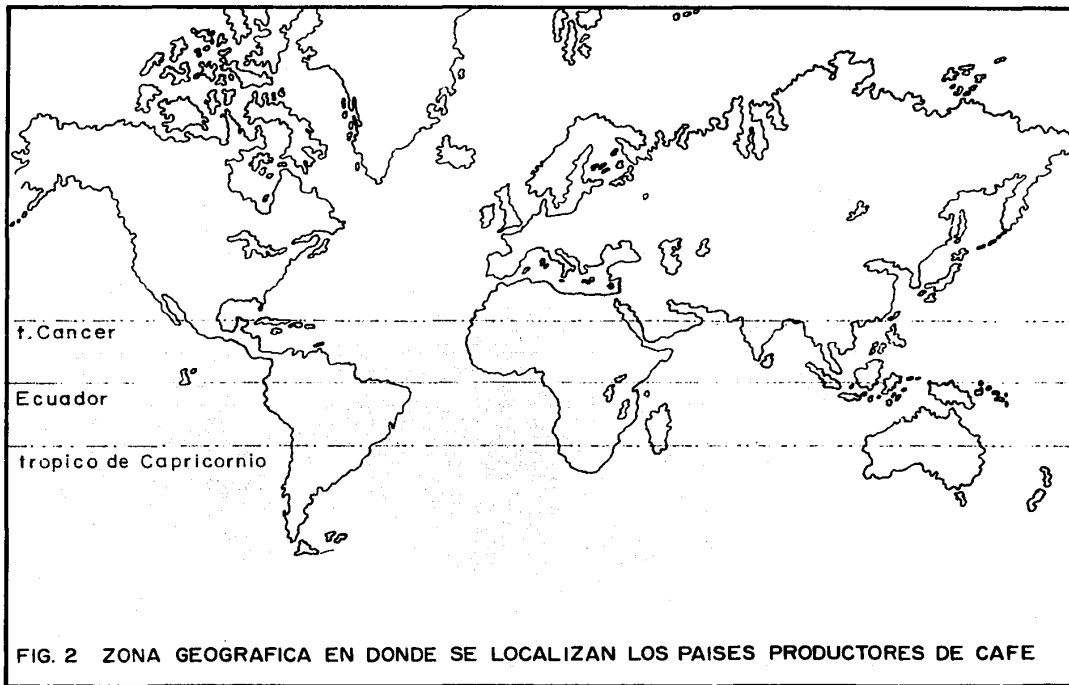 t. Cancer
Ecuador
tropico de Capricornio
FIG. 2 ZONA GEOGRAFICA EN DONDE SE LOCALIZAN LOS PAISES PRODUCTORES DE CAFE